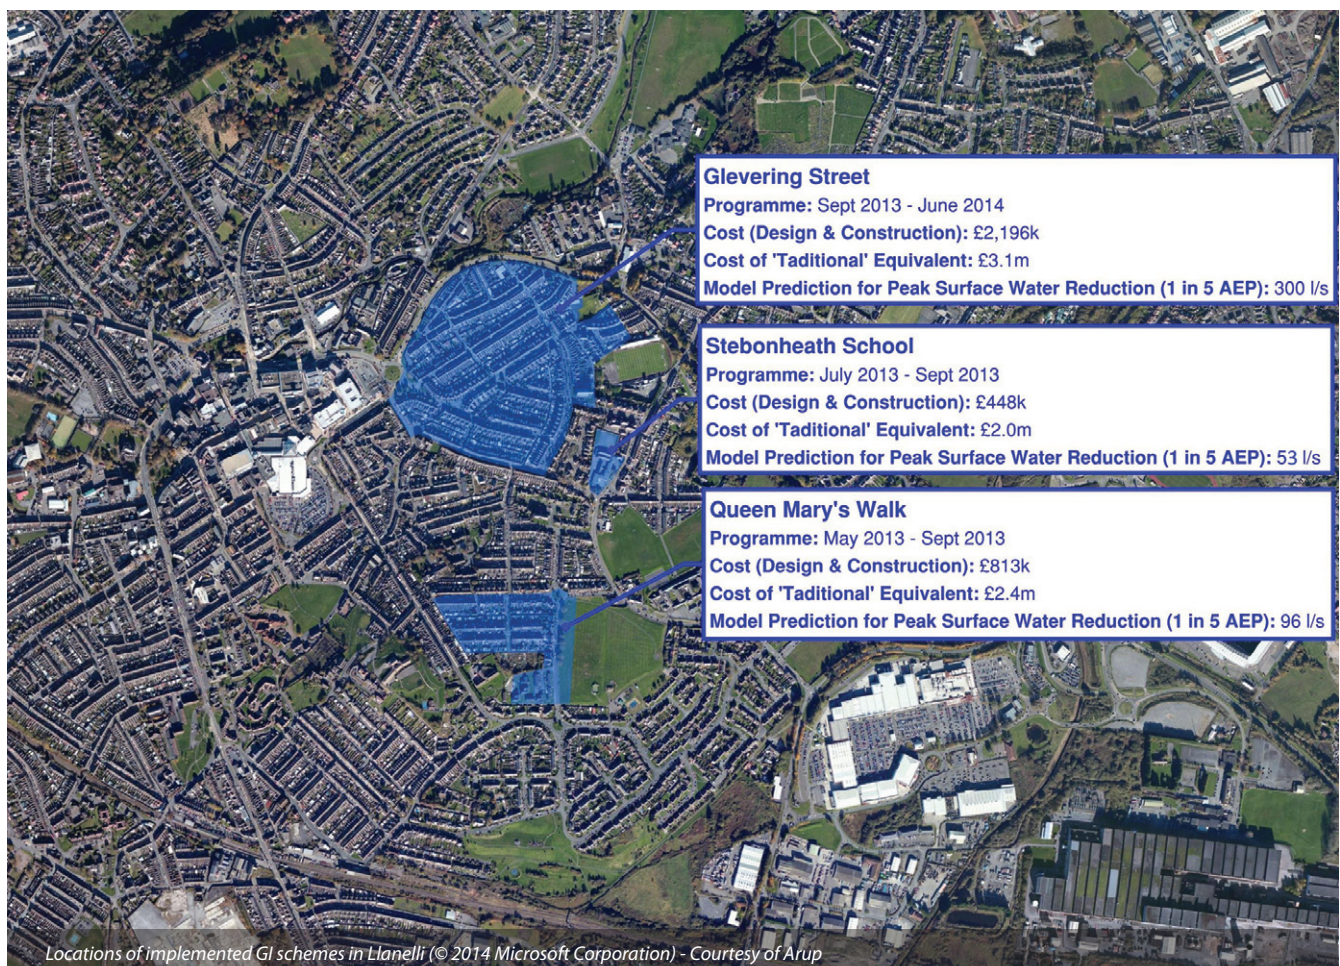 Glevering Street
Programme: Sept 2013 - June 2014
Cost (Design & Construction): £2,196k
Cost of 'Taditional' Equivalent: £3.1m
Model Prediction for Peak Surface Water Reduction (1 in 5 AEP): 300 l/s
Stebonheath School
Programme: July 2013 - Sept 2013
Cost (Design & Construction): £448k
Cost of 'Taditional' Equivalent: £2.0m
Model Prediction for Peak Surface Water Reduction (1 in 5 AEP): 53 l/s
Queen Mary's Walk
Programme: May 2013 - Sept 2013
Cost (Design & Construction): £813k
Cost of 'Taditional' Equivalent: £2.4m
Model Prediction for Peak Surface Water Reduction (1 in 5 AEP): 96 l/s
Locations of implemented GI schemes in Llanelli (© 2014 Microsoft Corporation) - Courtesy of Arup